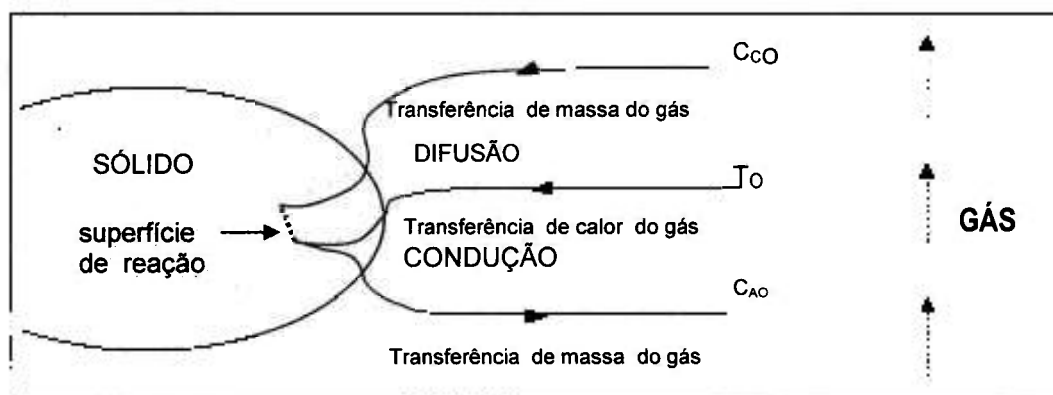 C_CO
Transferência de massa do gás
SÓLIDO
DIFUSÃO
T_O
superfície
de reação
Transferência de calor do gás
CONDUÇÃO
GÁS
C_AO
Transferência de massa do gás